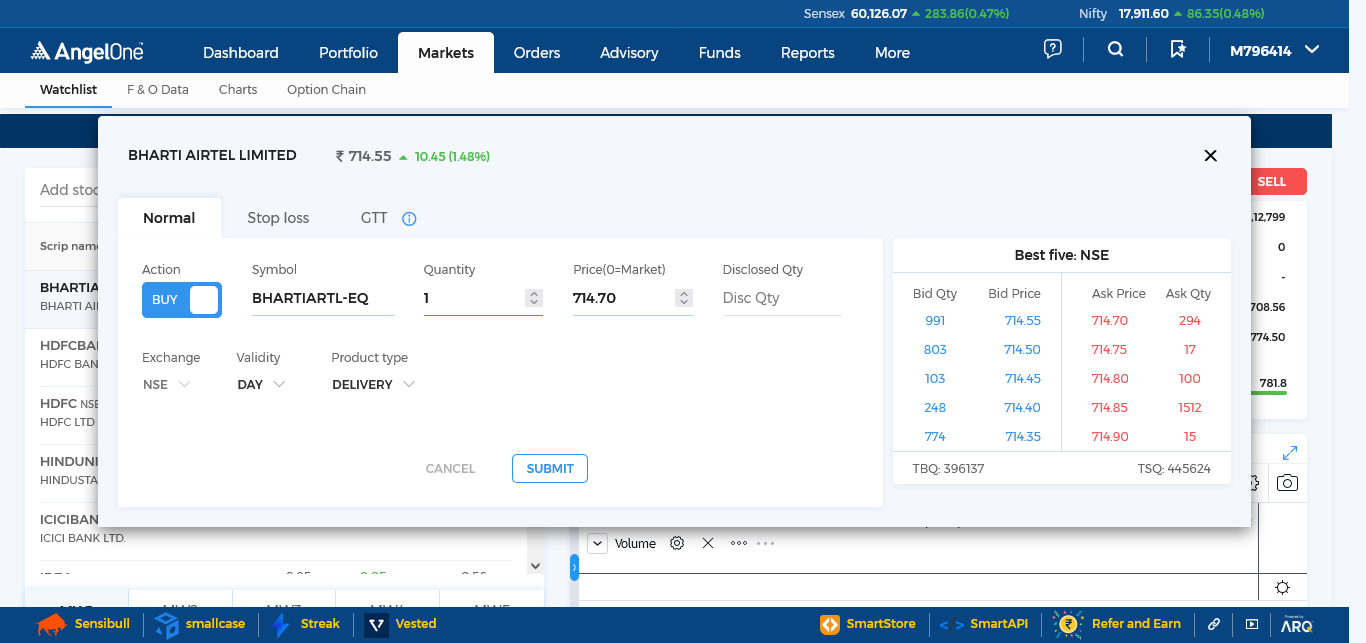 Sensex 60,126.07 283.86(0.47%) Nifty 17,911.60 86.35(0.48%)
AngelOne Dashboard Portfolio Markets Orders Advisory Funds Reports More M796414
Watchlist F & O Data Charts Option Chain
BHARTI AIRTEL LIMITED ₹ 714.55 10.45 (1.48%)
SELL
Add stoc
Normal Stop loss GTT
,12,799
Scrip name
0
Best five: NSE
Action Symbol Quantity Price(0=Market) Disclosed Qty
-
BHARTIA
BUY BHARTIARTL-EQ 1 714.70 Disc Qty
Bid Qty Bid Price Ask Price Ask Qty
BHARTI AI
708.56
991 714.55 714.70 294
774.50
HDFCBA
803 714.50 714.75 17
HDFC BAN
Exchange Validity Product type
NSE DAY DELIVERY
103 714.45 714.80 100
781.8
HDFC NSE
248 714.40 714.85 1512
HDFC LTD
774 714.35 714.90 15
HINDUNI
CANCEL SUBMIT
TBQ: 396137 TSQ: 445624
HINDUSTA
ICICIBAN
ICICI BANK LTD.
Volume
Sensibull smallcase Streak Vested SmartStore SmartAPI Refer and Earn
Powered by
ARQ